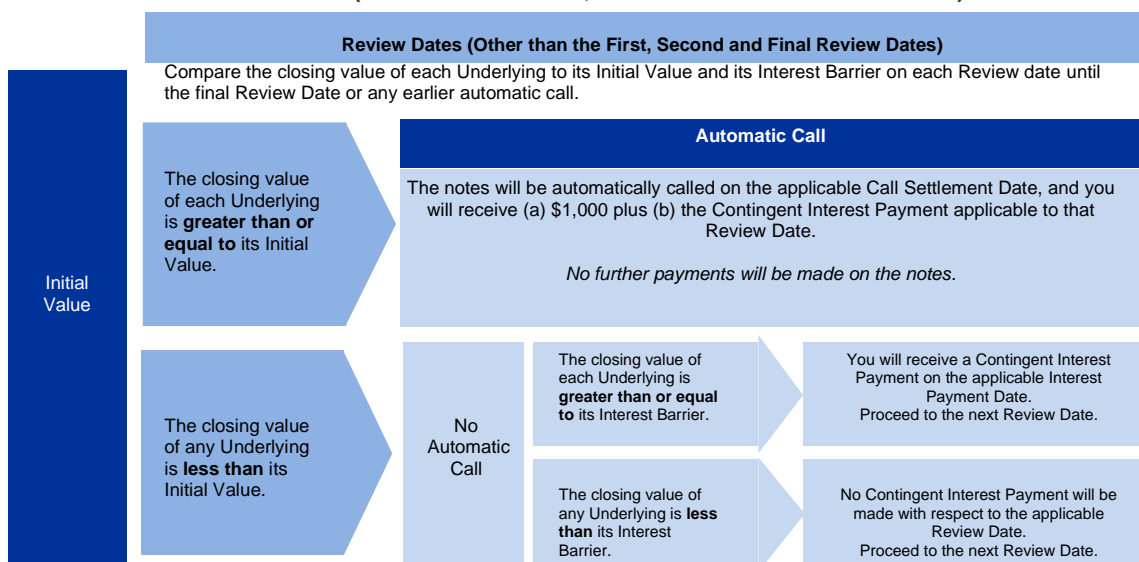 Review Dates (Other than the First, Second and Final Review Dates)
Compare the closing value of each Underlying to its Initial Value and its Interest Barrier on each Review date until
the final Review Date or any earlier automatic call.
Initial
Value
The closing value
of each Underlying
is greater than or
equal to its Initial
Value.
Automatic Call
The notes will be automatically called on the applicable Call Settlement Date, and you
will receive (a) $1,000 plus (b) the Contingent Interest Payment applicable to that
Review Date.
No further payments will be made on the notes.
The closing value
of any Underlying
is less than its
Initial Value.
No
Automatic
Call
The closing value of
each Underlying is
greater than or equal
to its Interest Barrier.
You will receive a Contingent Interest
Payment on the applicable Interest
Payment Date.
Proceed to the next Review Date.
The closing value of
any Underlying is less
than its Interest
Barrier.
No Contingent Interest Payment will be
made with respect to the applicable
Review Date.
Proceed to the next Review Date.